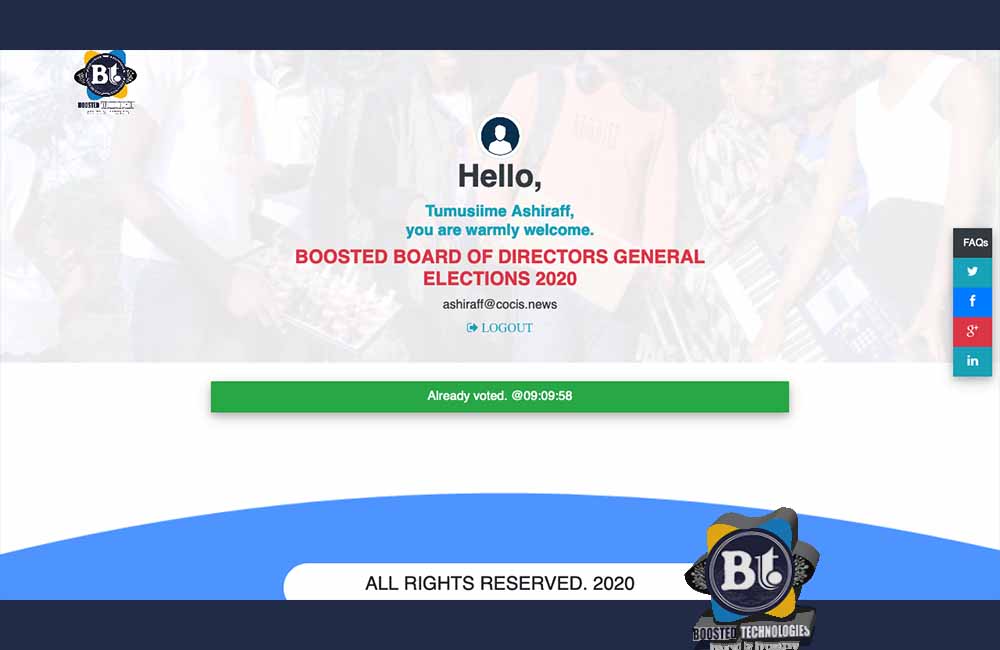 Bt.
BOOSTED TECHNOLOGIES
Hello,
Tumusiime Ashiraff,
you are warmly welcome.
BOOSTED BOARD OF DIRECTORS GENERAL
ELECTIONS 2020
ashiraff@cocis.news
LOGOUT
FAQs
Already voted. @09:09:58
ALL RIGHTS RESERVED. 2020
Bt.
BOOSTED TECHNOLOGIES